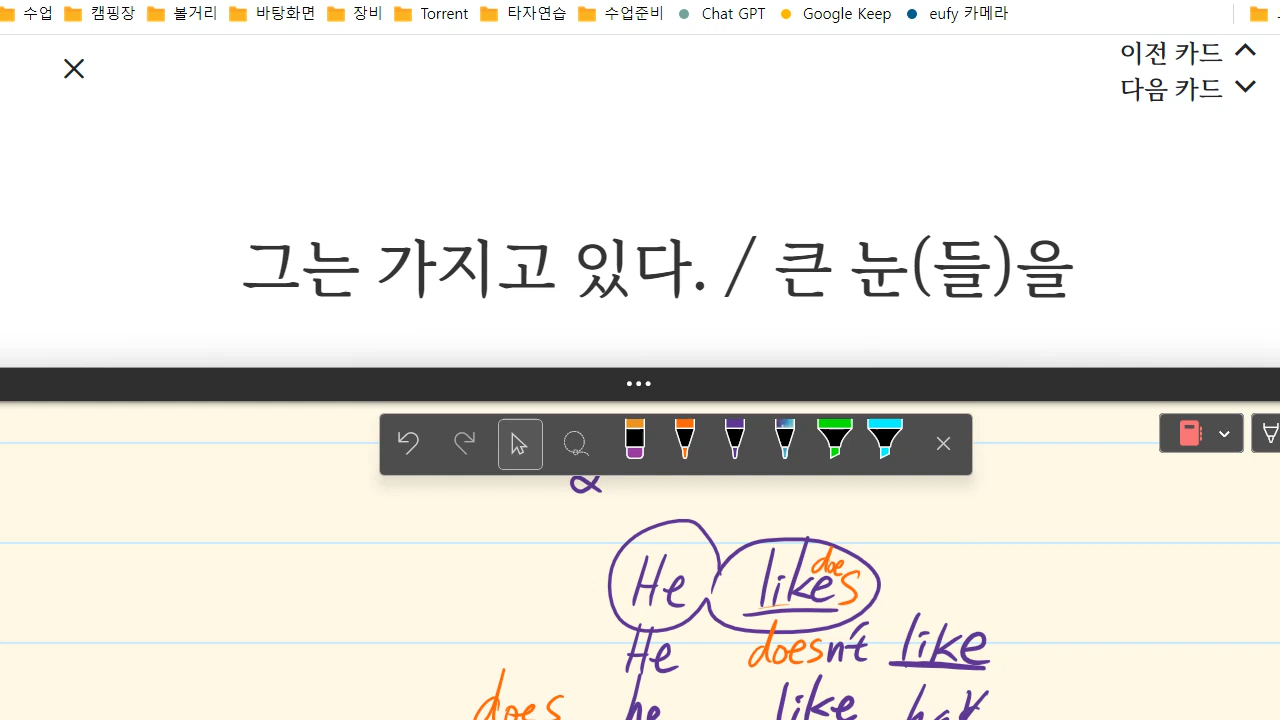 수업 캠핑장 볼거리 바탕화면 장비 Torrent 타자연습 수업준비 Chat GPT Google Keep eufy 카메라
이전 카드
다음 카드
그는 가지고 있다. / 큰 눈(들)을
He likes
doe
He doesn't like
does he like